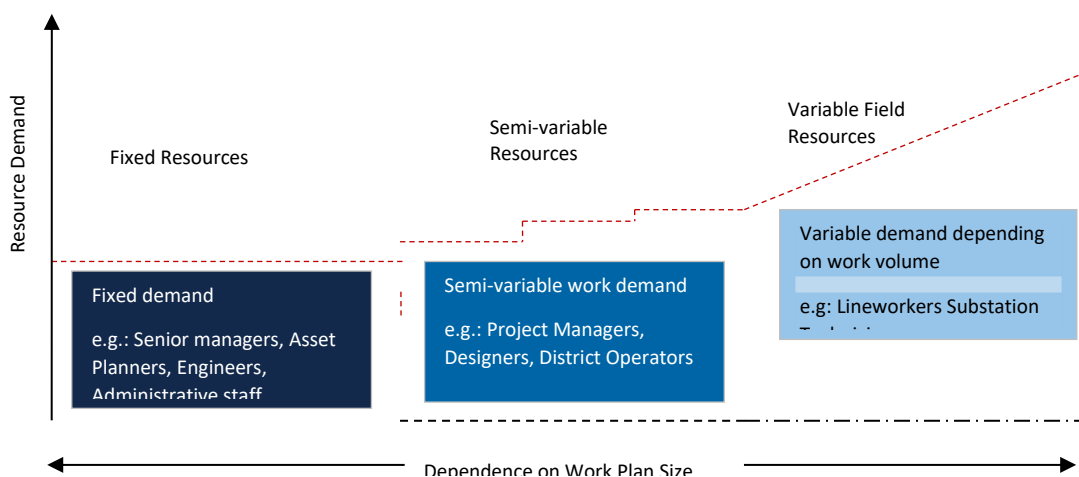 Resource Demand
Fixed Resources
Semi-variable
Resources
Variable Field
Resources
Fixed demand
e.g.: Senior managers, Asset
Planners, Engineers,
Administrative staff
Semi-variable work demand
e.g.: Project Managers,
Designers, District Operators
Variable demand depending
on work volume
e.g: Lineworkers Substation
Dependence on Work Plan Size